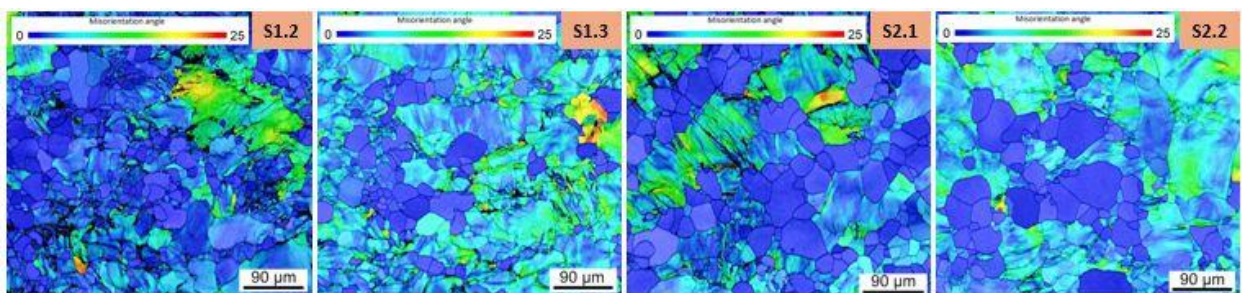 Misorientation angle
0 25 S1.2
90 µm
Misorientation angle
0 25 S1.3
90 µm
Misorientation angle
0 25 S2.1
90 µm
Misorientation angle
0 25 S2.2
90 µm